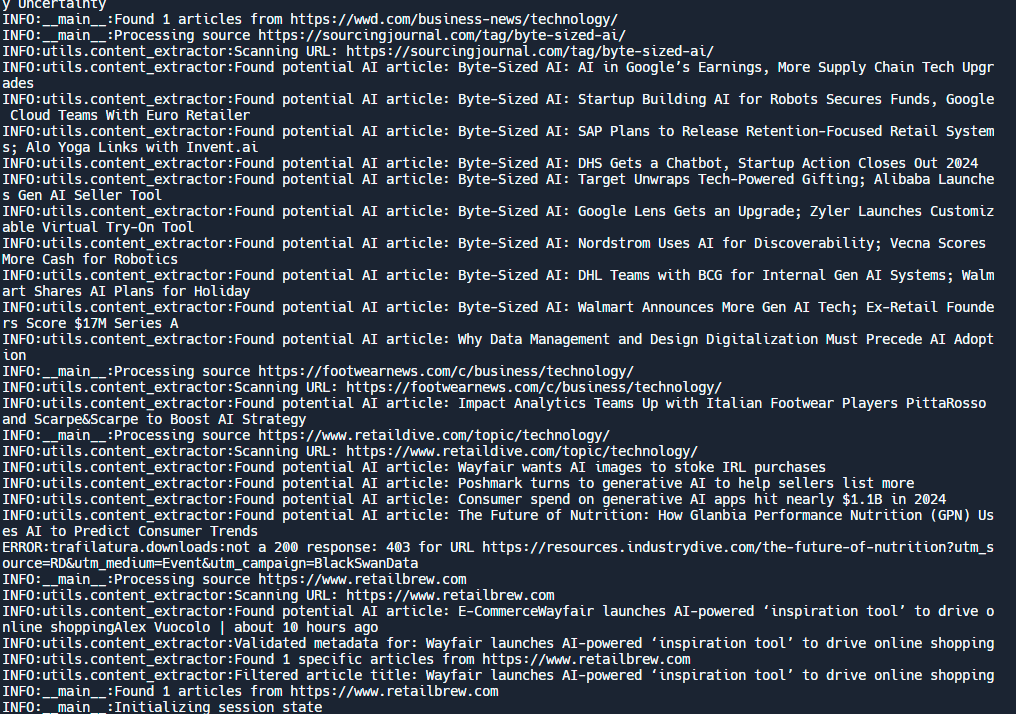 y Uncertainty
INFO:__main__:Found 1 articles from https://wwd.com/business-news/technology/
INFO:__main__:Processing source https://sourcingjournal.com/tag/byte-sized-ai/
INFO:utils.content_extractor:Scanning URL: https://sourcingjournal.com/tag/byte-sized-ai/
INFO:utils.content_extractor:Found potential AI article: Byte-Sized AI: AI in Google’s Earnings, More Supply Chain Tech Upgr
ades
INFO:utils.content_extractor:Found potential AI article: Byte-Sized AI: Startup Building AI for Robots Secures Funds, Google
 Cloud Teams With Euro Retailer
INFO:utils.content_extractor:Found potential AI article: Byte-Sized AI: SAP Plans to Release Retention-Focused Retail System
s; Alo Yoga Links with Invent.ai
INFO:utils.content_extractor:Found potential AI article: Byte-Sized AI: DHS Gets a Chatbot, Startup Action Closes Out 2024
INFO:utils.content_extractor:Found potential AI article: Byte-Sized AI: Target Unwraps Tech-Powered Gifting; Alibaba Launche
s Gen AI Seller Tool
INFO:utils.content_extractor:Found potential AI article: Byte-Sized AI: Google Lens Gets an Upgrade; Zyler Launches Customiz
able Virtual Try-On Tool
INFO:utils.content_extractor:Found potential AI article: Byte-Sized AI: Nordstrom Uses AI for Discoverability; Vecna Scores
More Cash for Robotics
INFO:utils.content_extractor:Found potential AI article: Byte-Sized AI: DHL Teams with BCG for Internal Gen AI Systems; Walm
art Shares AI Plans for Holiday
INFO:utils.content_extractor:Found potential AI article: Byte-Sized AI: Walmart Announces More Gen AI Tech; Ex-Retail Founde
rs Score $17M Series A
INFO:utils.content_extractor:Found potential AI article: Why Data Management and Design Digitalization Must Precede AI Adopt
ion
INFO:__main__:Processing source https://footwearnews.com/c/business/technology/
INFO:utils.content_extractor:Scanning URL: https://footwearnews.com/c/business/technology/
INFO:utils.content_extractor:Found potential AI article: Impact Analytics Teams Up with Italian Footwear Players PittaRosso
and Scarpe&Scarpe to Boost AI Strategy
INFO:__main__:Processing source https://www.retaildive.com/topic/technology/
INFO:utils.content_extractor:Scanning URL: https://www.retaildive.com/topic/technology/
INFO:utils.content_extractor:Found potential AI article: Wayfair wants AI images to stoke IRL purchases
INFO:utils.content_extractor:Found potential AI article: Poshmark turns to generative AI to help sellers list more
INFO:utils.content_extractor:Found potential AI article: Consumer spend on generative AI apps hit nearly $1.1B in 2024
INFO:utils.content_extractor:Found potential AI article: The Future of Nutrition: How Glanbia Performance Nutrition (GPN) Us
es AI to Predict Consumer Trends
ERROR:trafilatura.downloads:not a 200 response: 403 for URL https://resources.industrydive.com/the-future-of-nutrition?utm_s
ource=RD&utm_medium=Event&utm_campaign=BlackSwanData
INFO:__main__:Processing source https://www.retailbrew.com
INFO:utils.content_extractor:Scanning URL: https://www.retailbrew.com
INFO:utils.content_extractor:Found potential AI article: E-CommerceWayfair launches AI-powered ‘inspiration tool’ to drive o
nline shoppingAlex Vuocolo | about 10 hours ago
INFO:utils.content_extractor:Validated metadata for: Wayfair launches AI-powered ‘inspiration tool’ to drive online shopping
INFO:utils.content_extractor:Found 1 specific articles from https://www.retailbrew.com
INFO:utils.content_extractor:Filtered article title: Wayfair launches AI-powered ‘inspiration tool’ to drive online shopping
INFO:__main__:Found 1 articles from https://www.retailbrew.com
INFO:__main__:Initializing session state